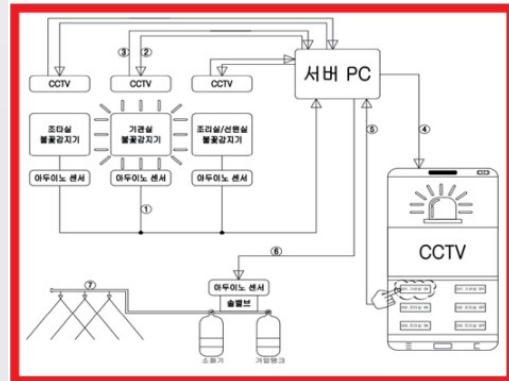 ③ ②
서버 PC
CCTV CCTV CCTV
⑤ ④
조타실 기관실 조리실/선원실
불꽃감지기 불꽃감지기 불꽃감지기
아두이노 센서 아두이노 센서 아두이노 센서
①
CCTV
⑥
⑦
아두이노 센서
솔밸브
소화기 가압탱크